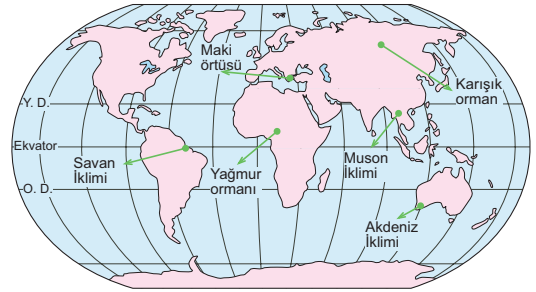 Maki
örtüsü
Karışık
orman
Y. D.
Ekvator
Savan
İklimi
Yağmur
ormanı
Muson
İklimi
O. D.
Akdeniz
İklimi